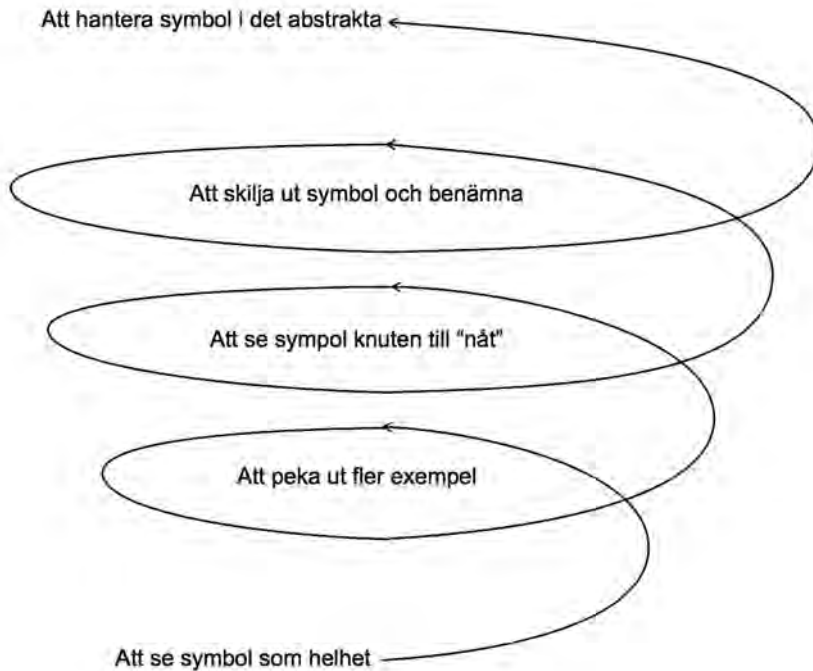 Att hantera symbol i det abstrakta
Att skilja ut symbol och benämna
Att se sympol knuten till “nåt”
Att peka ut fler exempel
Att se symbol som helhet